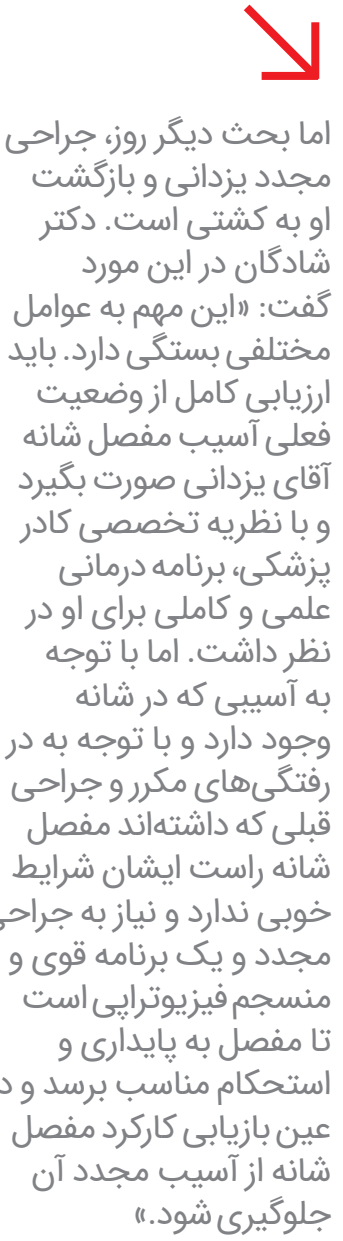 اما بحث دیگر روز، جراحی
مجدد یزدانی و بازگشت
او به کشتی است. دکتر
شادگان در این مورد
گفت: «این مهم به عوامل
مختلفی بستگی دارد. باید
ارزیابی کامل از وضعیت
فعلی آسیب مفصل شانه
آقای یزدانی صورت بگیرد
و با نظریه تخصصی کادر
پزشکی، برنامه درمانی
علمی و کاملی برای او در
نظر داشت. اما با توجه
به آسیبی که در شانه
وجود دارد و با توجه به در
رفتگی‌های مکرر و جراحی
قبلی که داشته‌اند مفصل
شانه راست ایشان شرایط
خوبی ندارد و نیاز به جراحی
مجدد و یک برنامه قوی و
منسجم فیزیوتراپی است
تا مفصل به پایداری و
استحکام مناسب برسد و د
عین بازیابی کارکرد مفصل
شانه از آسیب مجدد آن
جلوگیری شود.»